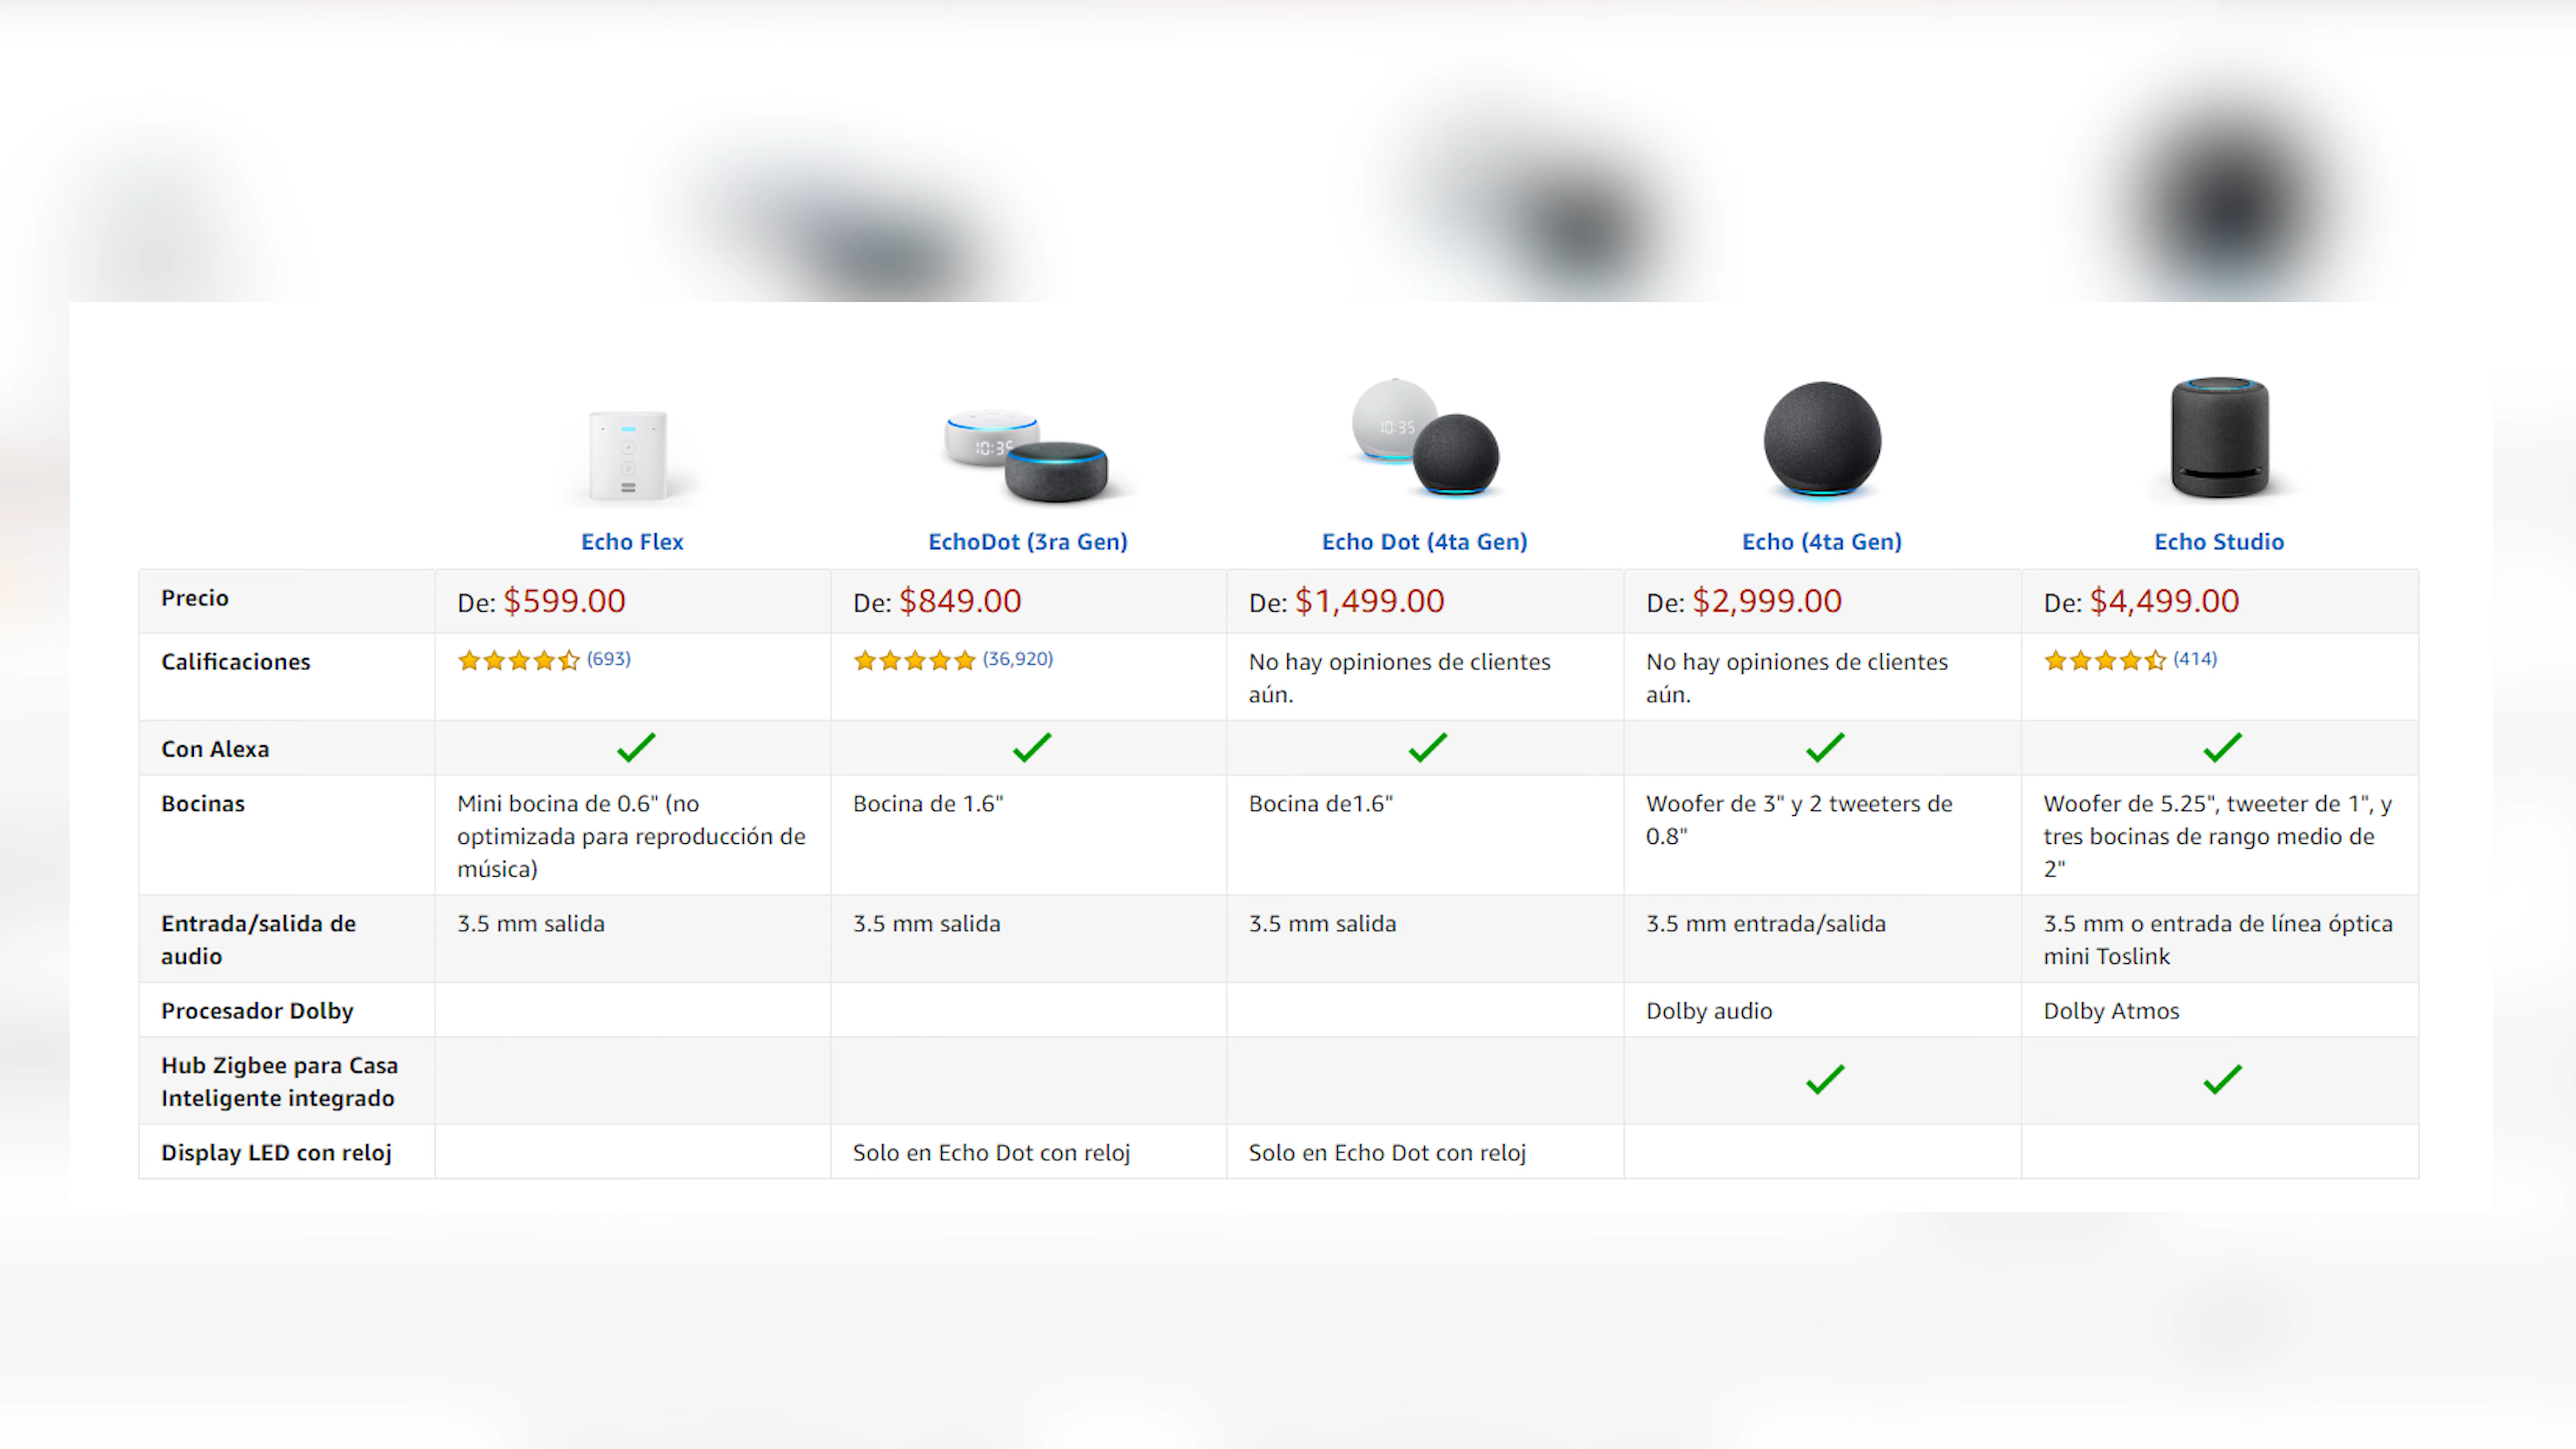 10:35
10:35
Echo Flex
EchoDot (3ra Gen)
Echo Dot (4ta Gen)
Echo (4ta Gen)
Echo Studio
Precio
De: $599.00
De: $849.00
De: $1,499.00
De: $2,999.00
De: $4,499.00
Calificaciones
(693)
(36,920)
No hay opiniones de clientes
aún.
No hay opiniones de clientes
aún.
(414)
Con Alexa
Bocinas
Mini bocina de 0.6" (no
optimizada para reproducción de
música)
Bocina de 1.6"
Bocina de1.6"
Woofer de 3" y 2 tweeters de
0.8"
Woofer de 5.25", tweeter de 1", y
tres bocinas de rango medio de
2"
Entrada/salida de
audio
3.5 mm salida
3.5 mm salida
3.5 mm salida
3.5 mm entrada/salida
3.5 mm o entrada de línea óptica
mini Toslink
Procesador Dolby
Dolby audio
Dolby Atmos
Hub Zigbee para Casa
Inteligente integrado
Display LED con reloj
Solo en Echo Dot con reloj
Solo en Echo Dot con reloj